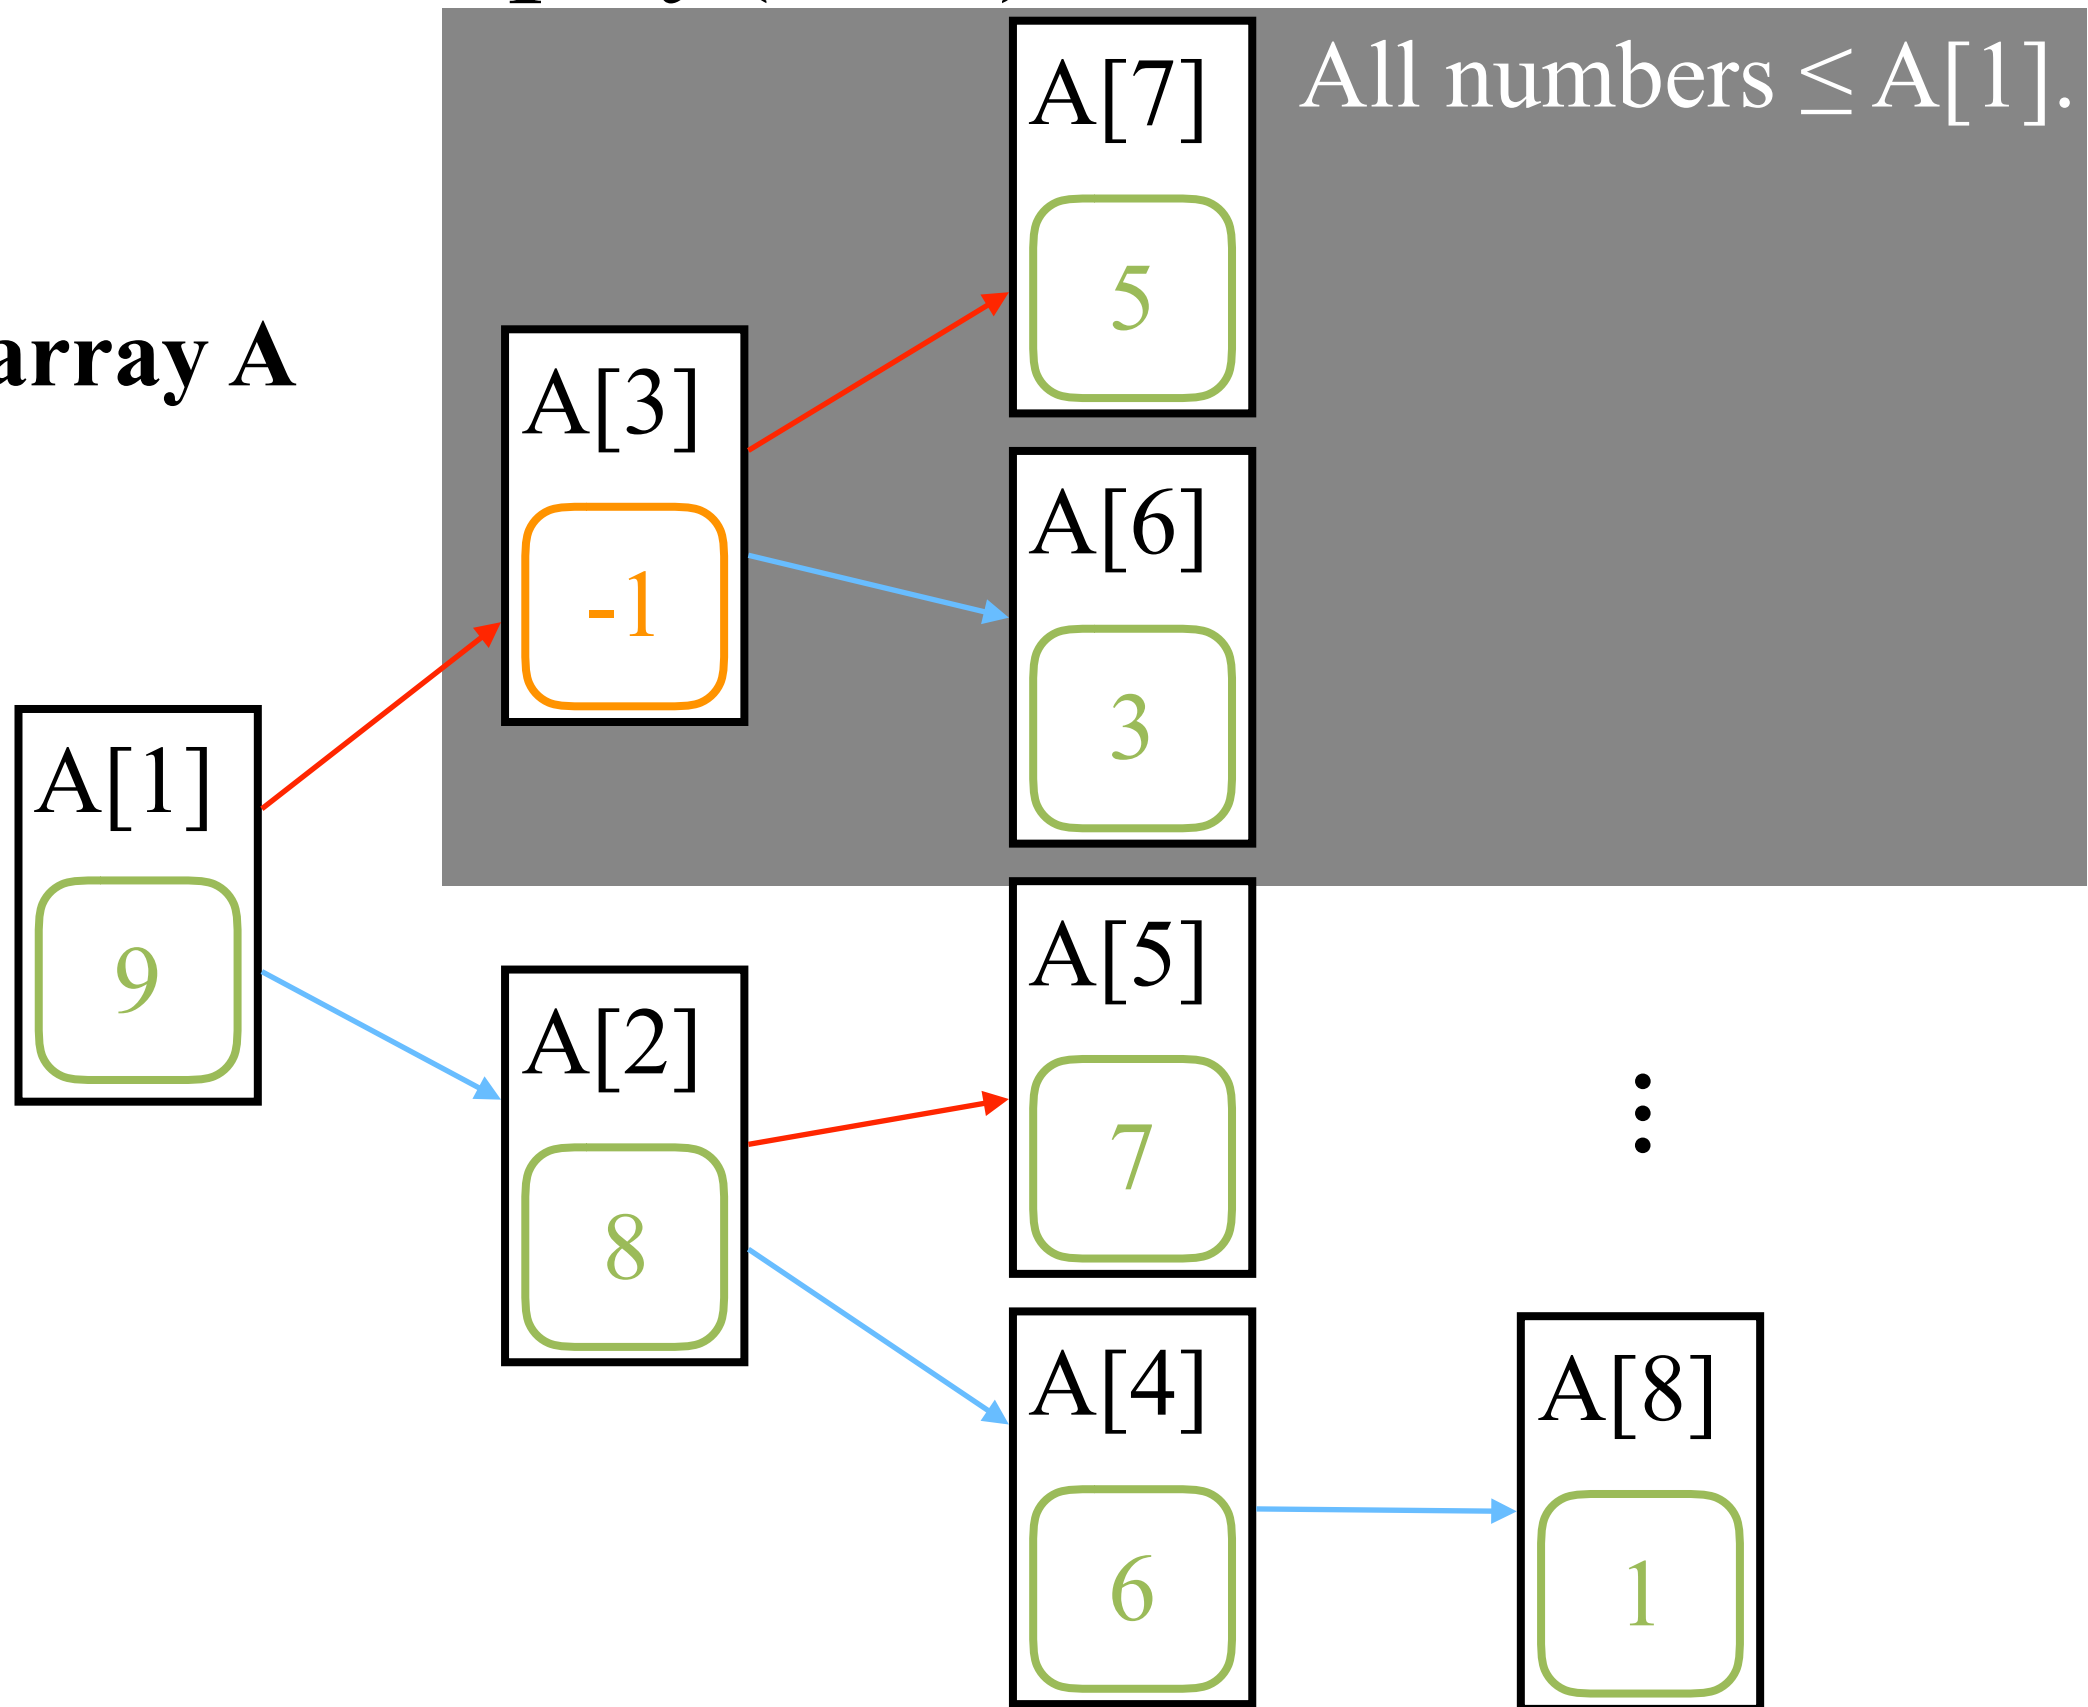 All numbers ≤ A[1].
A[7]
5
array A
A[3]
-1
A[6]
3
A[1]
9
A[5]
7
A[2]
8
A[4]
6
A[8]
1